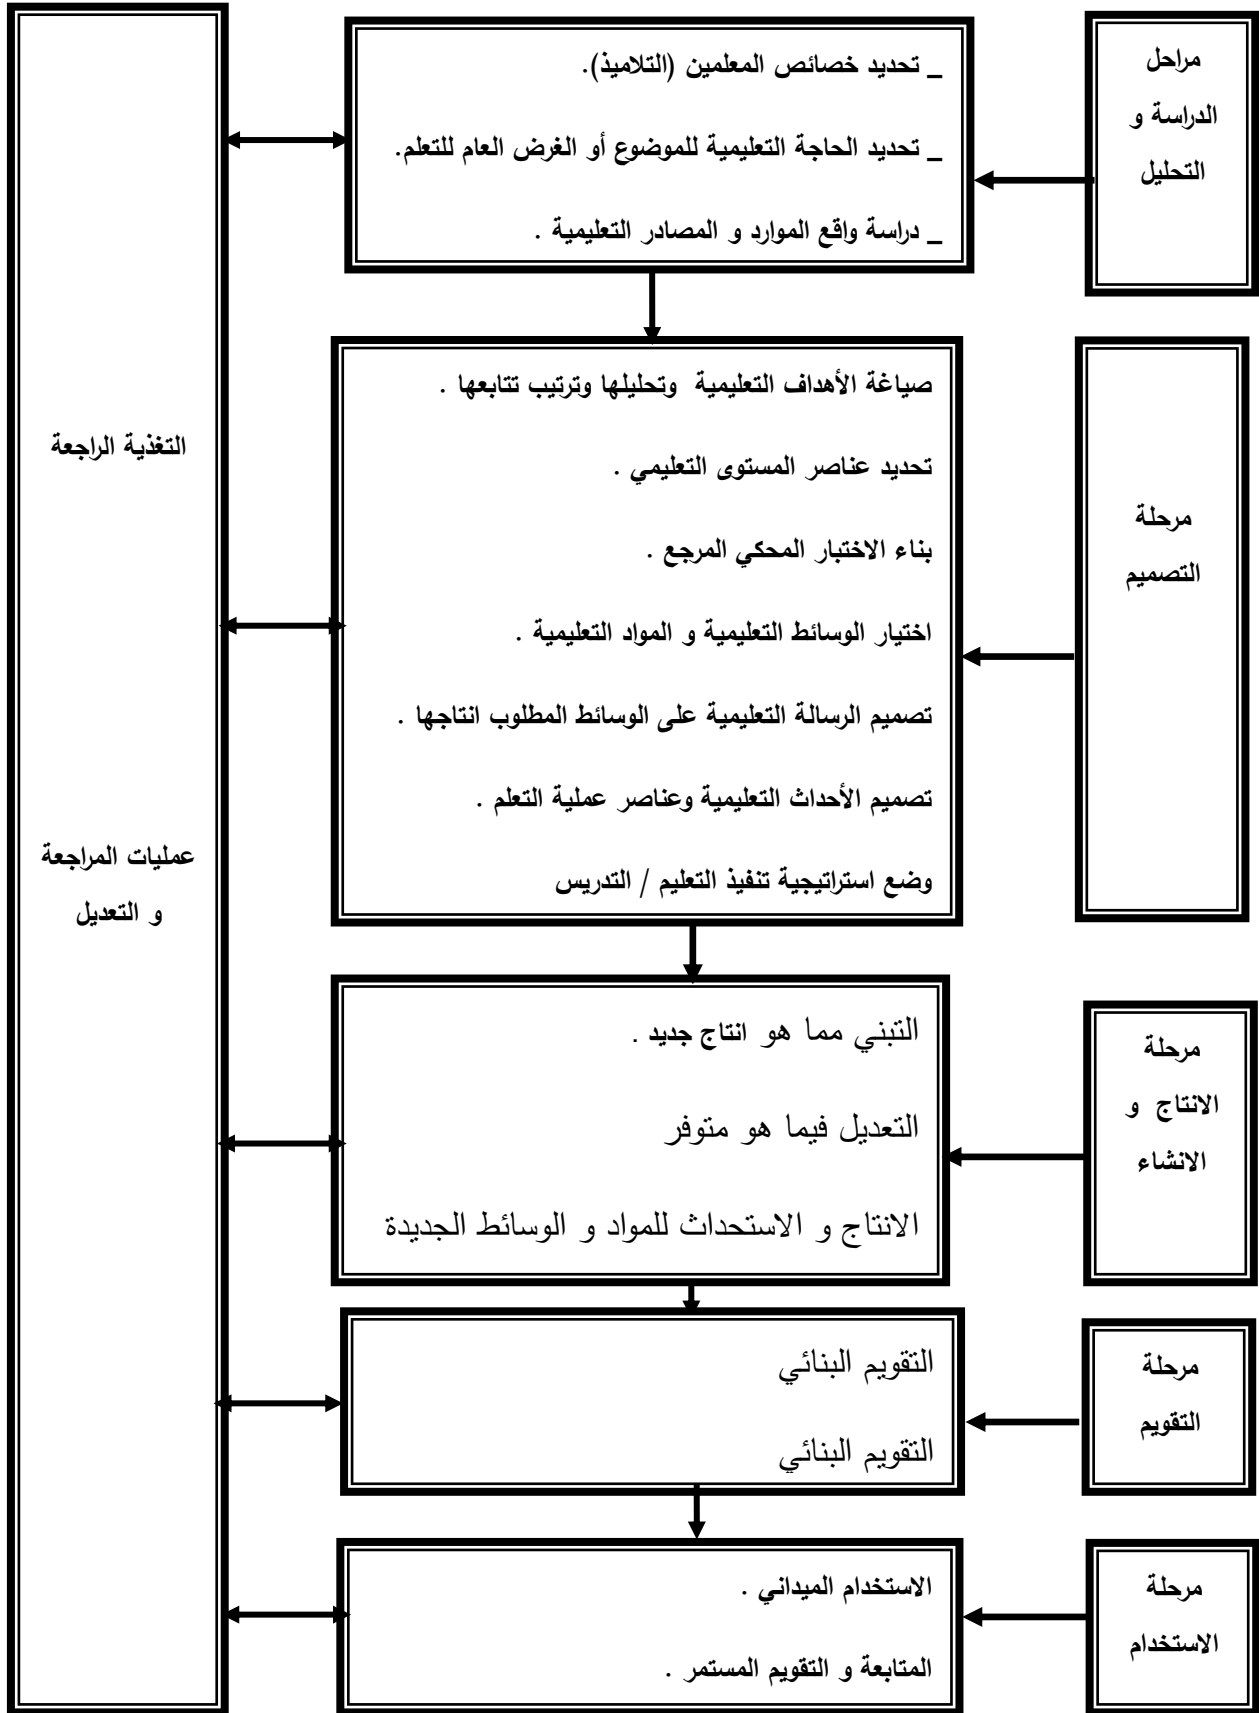 مراحل
الدراسة و
التحليل
_ تحديد خصائص المعلمين (التلاميذ).
_ تحديد الحاجة التعليمية للموضوع أو الغرض العام للتعلم.
_ دراسة واقع الموارد و المصادر التعليمية .
مرحلة
التصميم
صياغة الأهداف التعليمية وتحليلها وترتيب تتابعها .
تحديد عناصر المستوى التعليمي .
بناء الاختبار المحكي المرجع .
اختيار الوسائط التعليمية و المواد التعليمية .
تصميم الرسالة التعليمية على الوسائط المطلوب انتاجها .
تصميم الأحداث التعليمية وعناصر عملية التعلم .
وضع استراتيجية تنفيذ التعليم / التدريس
مرحلة
الانتاج و
الانشاء
التبني مما هو انتاج جديد .
التعديل فيما هو متوفر
الانتاج و الاستحداث للمواد و الوسائط الجديدة
مرحلة
التقويم
التقويم البنائي
التقويم البنائي
مرحلة
الاستخدام
الاستخدام الميداني .
المتابعة و التقويم المستمر .
التغذية الراجعة
عمليات المراجعة
و التعديل